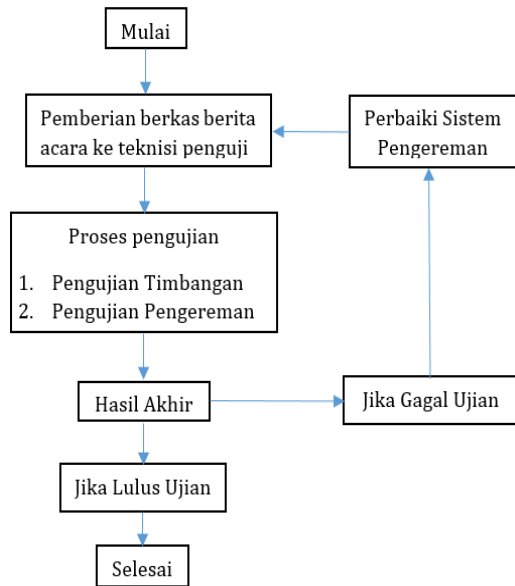 Mulai
Pemberian berkas berita
acara ke teknisi penguji
Perbaiki Sistem
Pengereman
Proses pengujian
1. Pengujian Timbangan
2. Pengujian Pengereman
Hasil Akhir
Jika Gagal Ujian
Jika Lulus Ujian
Selesai